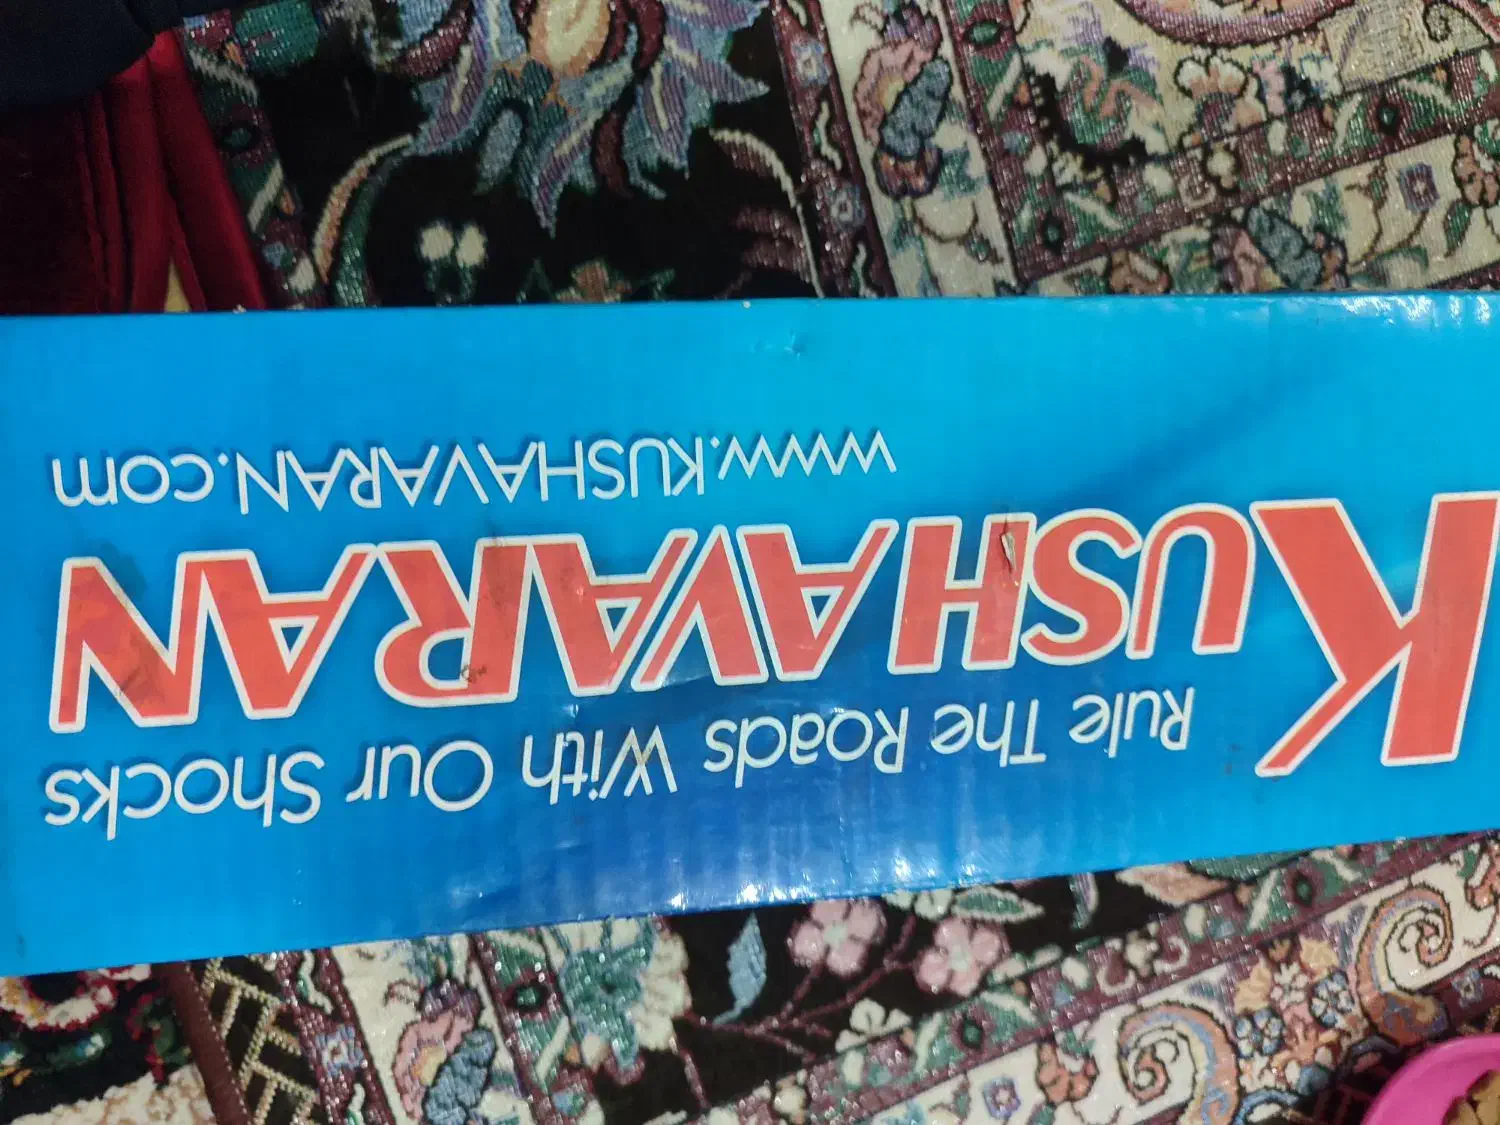 Rule The Roads With Our Shocks
KUSHAVARAN
www.KUSHAVARAN.com